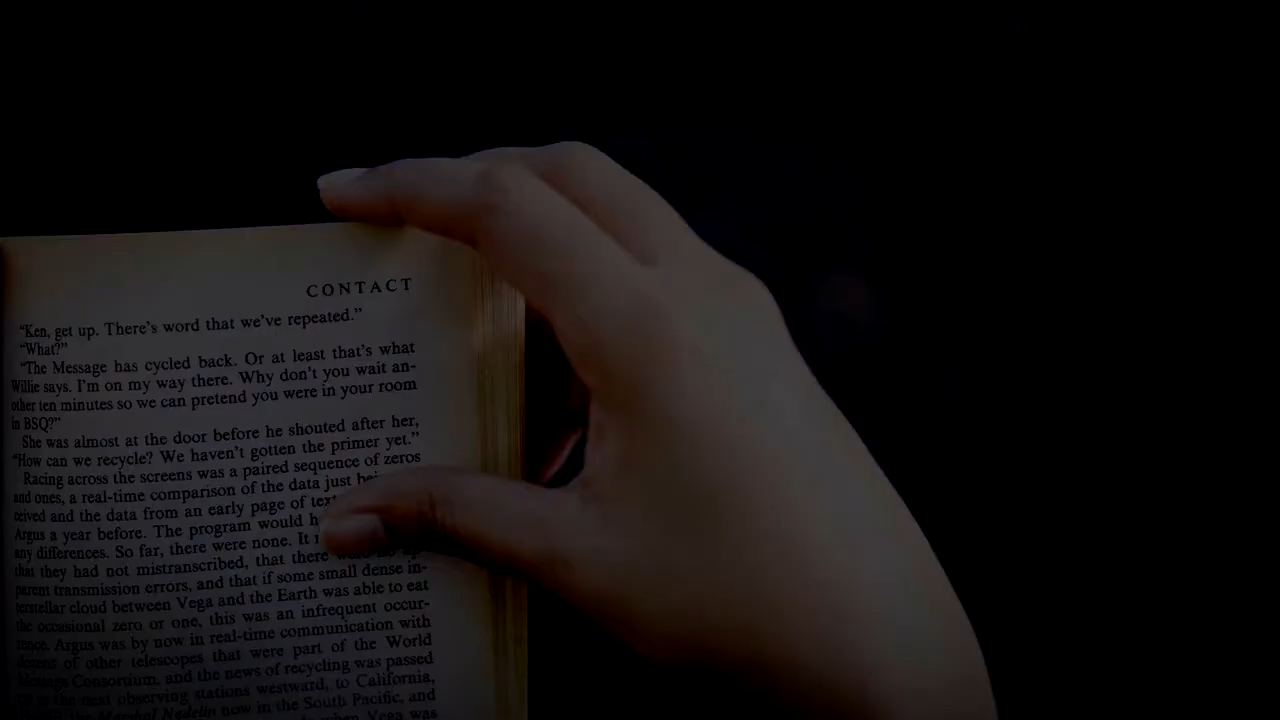 CONTACT
“Ken, get up. There’s word that we’ve repeated.”
“What?”
“The Message has cycled back. Or at least that’s what
Willie says. I’m on my way there. Why don’t you wait an-
other ten minutes so we can pretend you were in your room
in BSQ?”
She was almost at the door before he shouted after her,
“How can we recycle? We haven’t gotten the primer yet.”
Racing across the screens was a paired sequence of zeros
and ones, a real-time comparison of the data just
ceived and the data from an early page of
Argus a year before. The program would
any differences. So far, there were none. It
that they had not mistranscribed, that there
parent transmission errors, and that if some small dense in-
terstellar cloud between Vega and the Earth was able to eat
the occasional zero or one, this was an infrequent occur-
rence. Argus was by now in real-time communication with
dozens of other telescopes that were part of the World
Message Consortium, and the news of recycling was passed
on to the next observing stations westward, to California,
the Marshal Nedelin now in the South Pacific, and
when Vega was